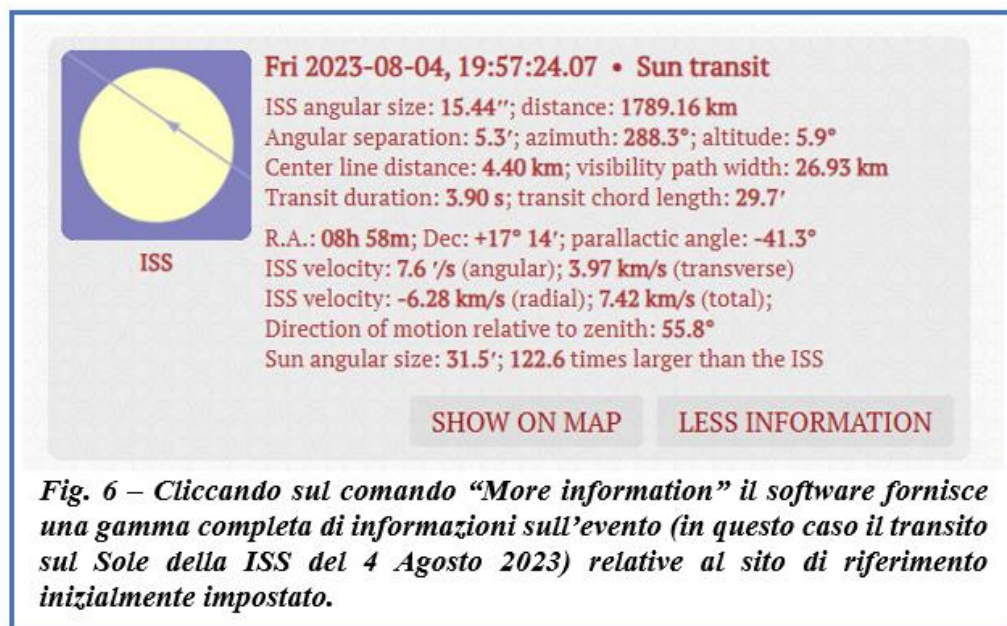 Fri 2023-08-04, 19:57:24.07 • Sun transit
ISS angular size: 15.44″; distance: 1789.16 km
Angular separation: 5.3′; azimuth: 288.3°; altitude: 5.9°
Center line distance: 4.40 km; visibility path width: 26.93 km
Transit duration: 3.90 s; transit chord length: 29.7′
R.A.: 08h 58m; Dec: +17° 14′; parallactic angle: -41.3°
ISS
ISS velocity: 7.6 ′/s (angular); 3.97 km/s (transverse)
ISS velocity: -6.28 km/s (radial); 7.42 km/s (total);
Direction of motion relative to zenith: 55.8°
Sun angular size: 31.5′; 122.6 times larger than the ISS
SHOW ON MAP LESS INFORMATION
Fig. 6 – Cliccando sul comando “More information” il software fornisce
una gamma completa di informazioni sull’evento (in questo caso il transito
sul Sole della ISS del 4 Agosto 2023) relative al sito di riferimento
inizialmente impostato.